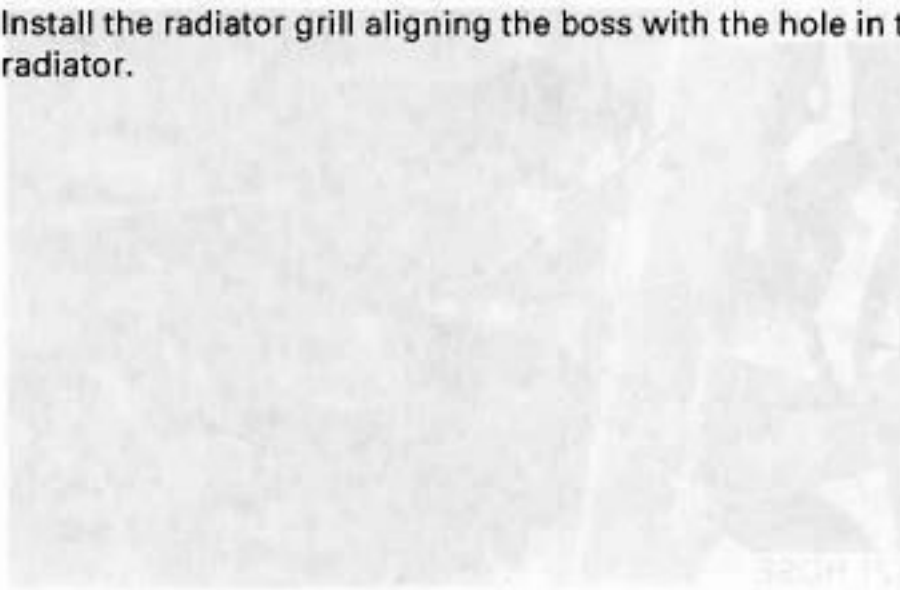 Install the radiator grill aligning the boss with the hole in t
radiator.